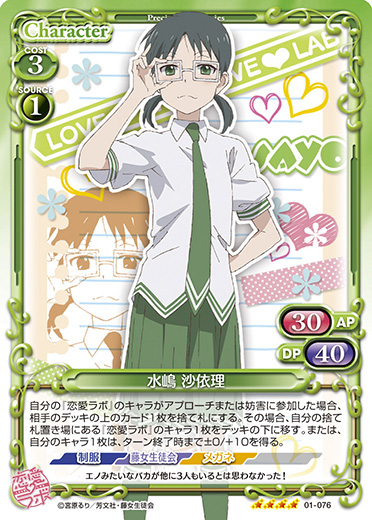 Character
COST
3
SOURCE
1
LOVE
LOVE♥LAB
SAYO
30 AP
DP 40
水嶋 沙依理
自分の『恋愛ラボ』のキャラがアプローチまたは妨害に参加した場合、
相手のデッキの上のカード1枚を捨て札にする。その場合、自分の捨て
札置き場にある『恋愛ラボ』のキャラ1枚をデッキの下に移す。または、
自分のキャラ1枚は、ターン終了時まで±0/+10を得る。
制服 藤女生徒会 メガネ
エノみたいなバカが他に3人もいるとは思わなかった!
恋愛ラボ
©宮原るり/芳文社・藤女生徒会
01-076